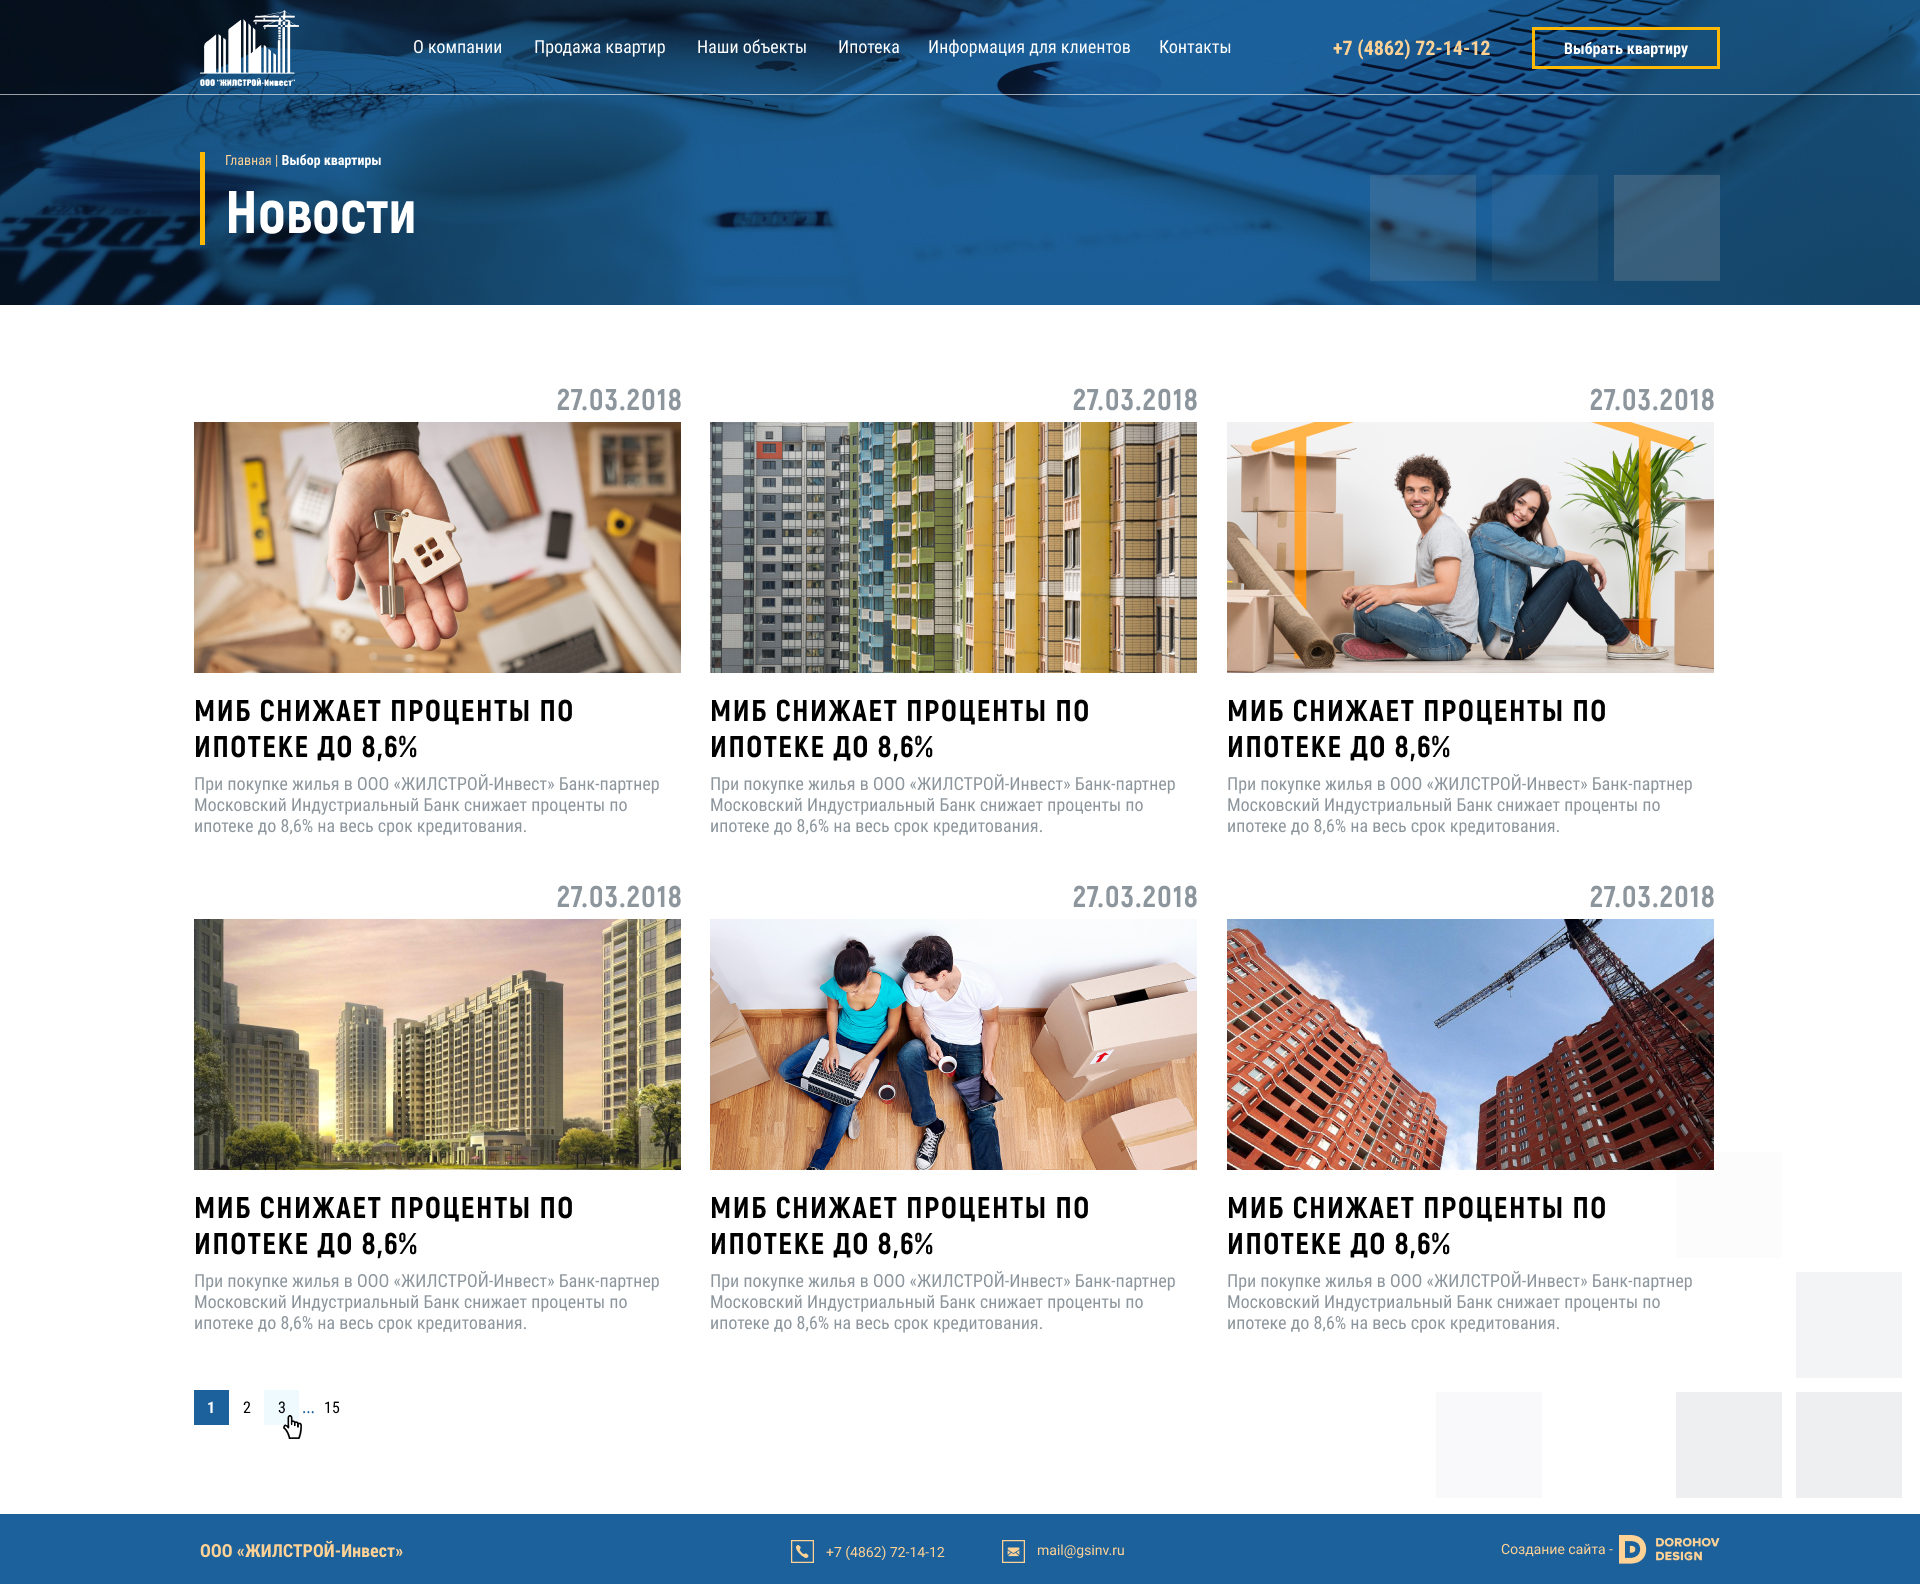 ООО "ЖИЛСТРОЙ-Инвест"
О компании Продажа квартир Наши объекты Ипотека Информация для клиентов Контакты
+7 (4862) 72-14-12
Выбрать квартиру
Главная | Выбор квартиры
Новости
27.03.2018 27.03.2018 27.03.2018
МИБ СНИЖАЕТ ПРОЦЕНТЫ ПО
ИПОТЕКЕ ДО 8,6%
При покупке жилья в ООО «ЖИЛСТРОЙ-Инвест» Банк-партнер
Московский Индустриальный Банк снижает проценты по
ипотеке до 8,6% на весь срок кредитования.
МИБ СНИЖАЕТ ПРОЦЕНТЫ ПО
ИПОТЕКЕ ДО 8,6%
При покупке жилья в ООО «ЖИЛСТРОЙ-Инвест» Банк-партнер
Московский Индустриальный Банк снижает проценты по
ипотеке до 8,6% на весь срок кредитования.
МИБ СНИЖАЕТ ПРОЦЕНТЫ ПО
ИПОТЕКЕ ДО 8,6%
При покупке жилья в ООО «ЖИЛСТРОЙ-Инвест» Банк-партнер
Московский Индустриальный Банк снижает проценты по
ипотеке до 8,6% на весь срок кредитования.
27.03.2018 27.03.2018 27.03.2018
МИБ СНИЖАЕТ ПРОЦЕНТЫ ПО
ИПОТЕКЕ ДО 8,6%
При покупке жилья в ООО «ЖИЛСТРОЙ-Инвест» Банк-партнер
Московский Индустриальный Банк снижает проценты по
ипотеке до 8,6% на весь срок кредитования.
МИБ СНИЖАЕТ ПРОЦЕНТЫ ПО
ИПОТЕКЕ ДО 8,6%
При покупке жилья в ООО «ЖИЛСТРОЙ-Инвест» Банк-партнер
Московский Индустриальный Банк снижает проценты по
ипотеке до 8,6% на весь срок кредитования.
МИБ СНИЖАЕТ ПРОЦЕНТЫ ПО
ИПОТЕКЕ ДО 8,6%
При покупке жилья в ООО «ЖИЛСТРОЙ-Инвест» Банк-партнер
Московский Индустриальный Банк снижает проценты по
ипотеке до 8,6% на весь срок кредитования.
1 2 3 ... 15
ООО «ЖИЛСТРОЙ-Инвест»
+7 (4862) 72-14-12
mail@gsinv.ru
Создание сайта -
DOROHOV
DESIGN